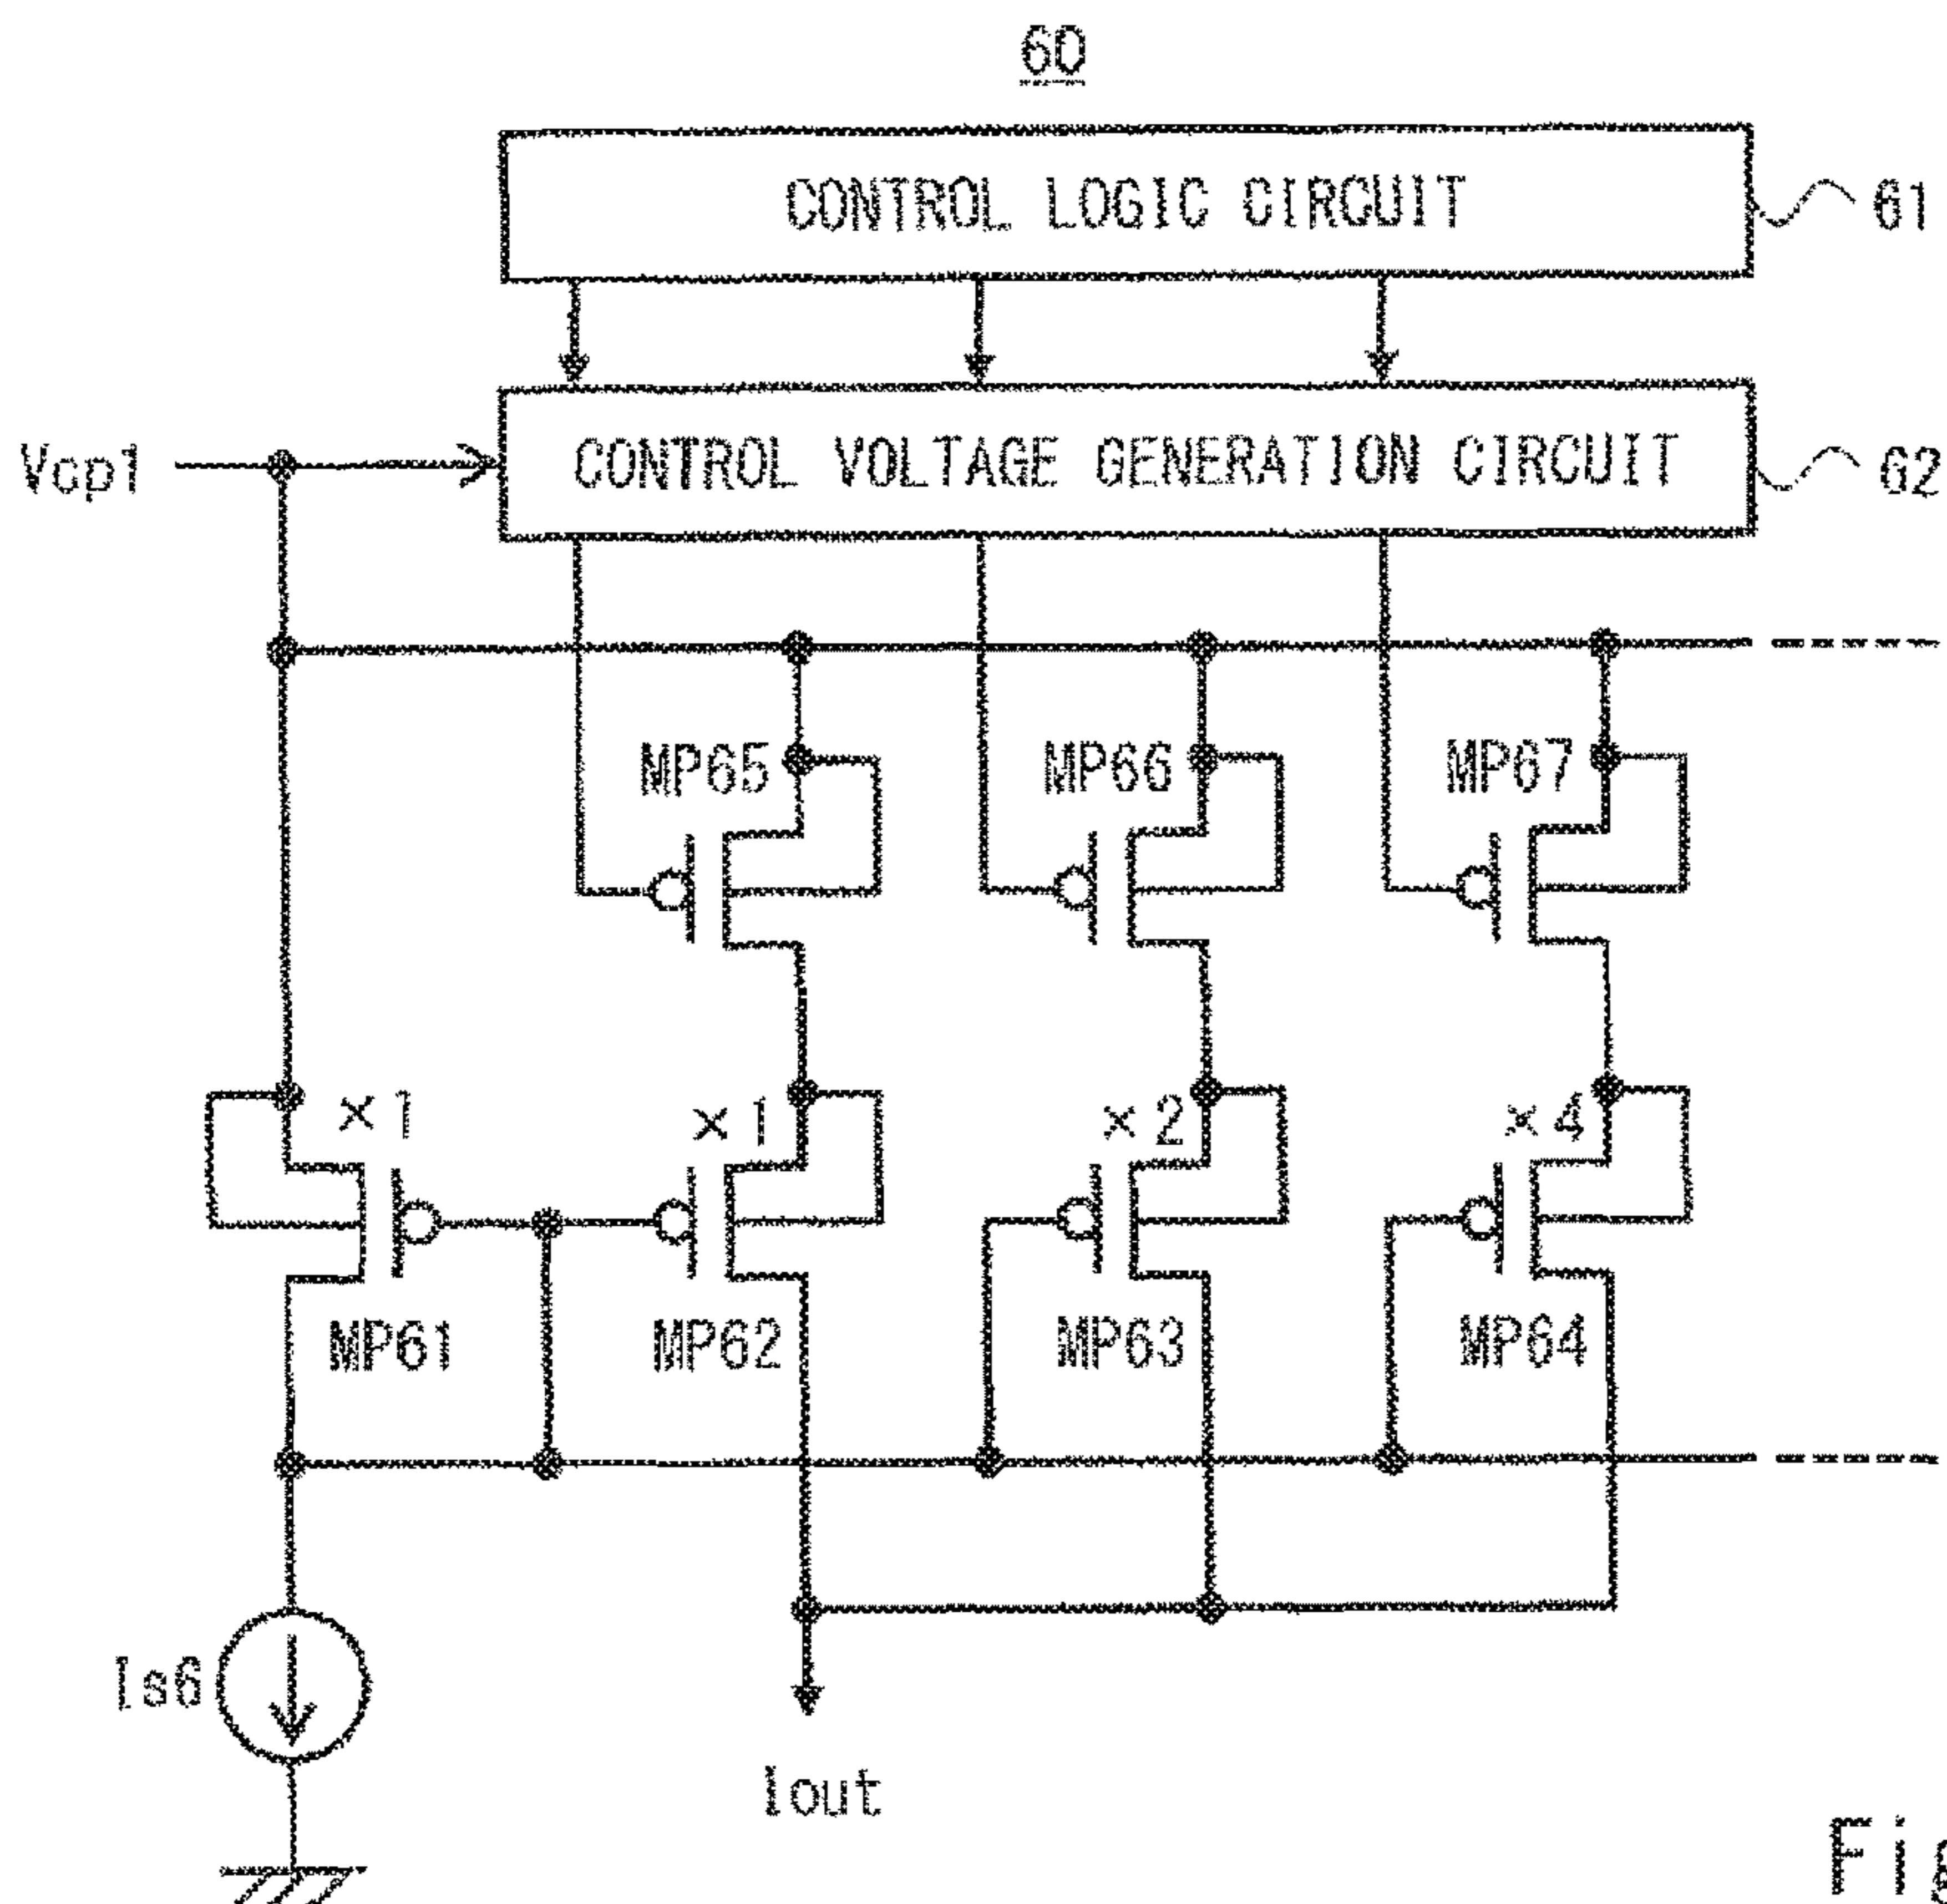 60
CONTROL LOGIC CIRCUIT
61
Vcp1
CONTROL VOLTAGE GENERATION CIRCUIT
62
MP65
MP66
MP67
×1
×1
×2
×4
MP61
MP62
MP63
MP64
Is6
Iout